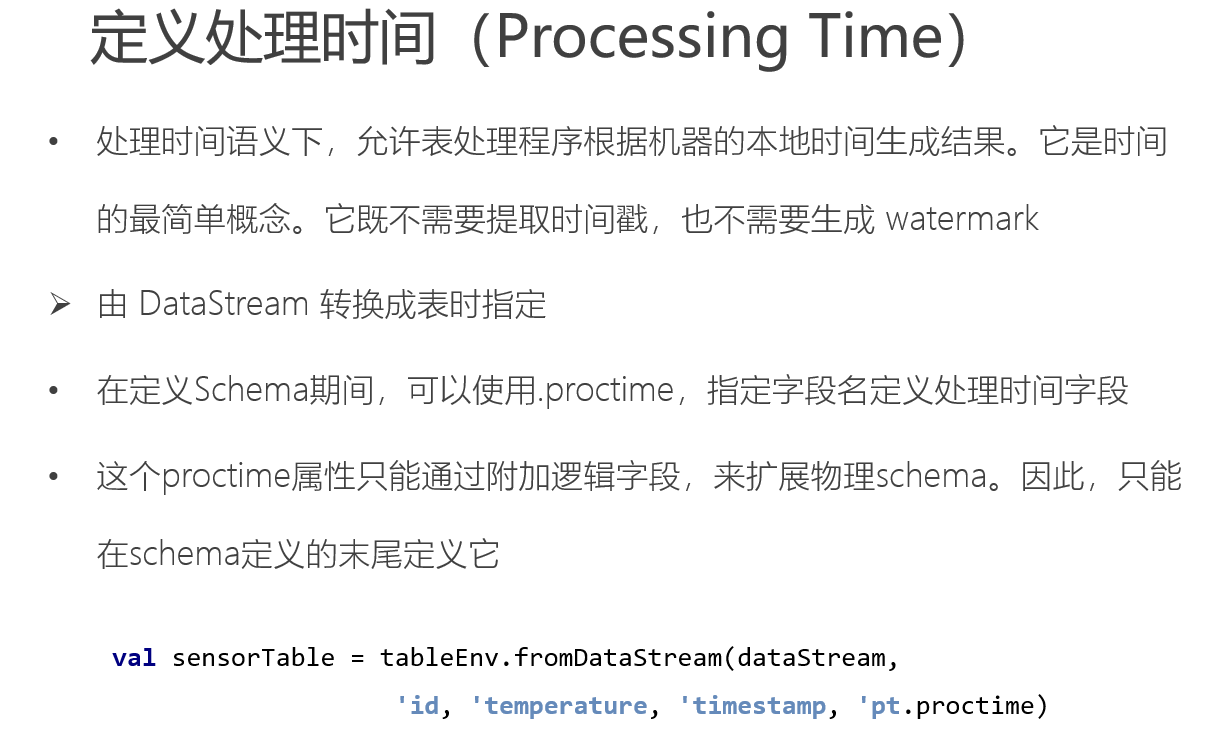 定义处理时间（Processing Time）
• 处理时间语义下，允许表处理程序根据机器的本地时间生成结果。它是时间
的最简单概念。它既不需要提取时间戳，也不需要生成 watermark
➢ 由 DataStream 转换成表时指定
• 在定义Schema期间，可以使用.proctime，指定字段名定义处理时间字段
• 这个proctime属性只能通过附加逻辑字段，来扩展物理schema。因此，只能
在schema定义的末尾定义它
val sensorTable = tableEnv.fromDataStream(dataStream,
'id, 'temperature, 'timestamp, 'pt.proctime)